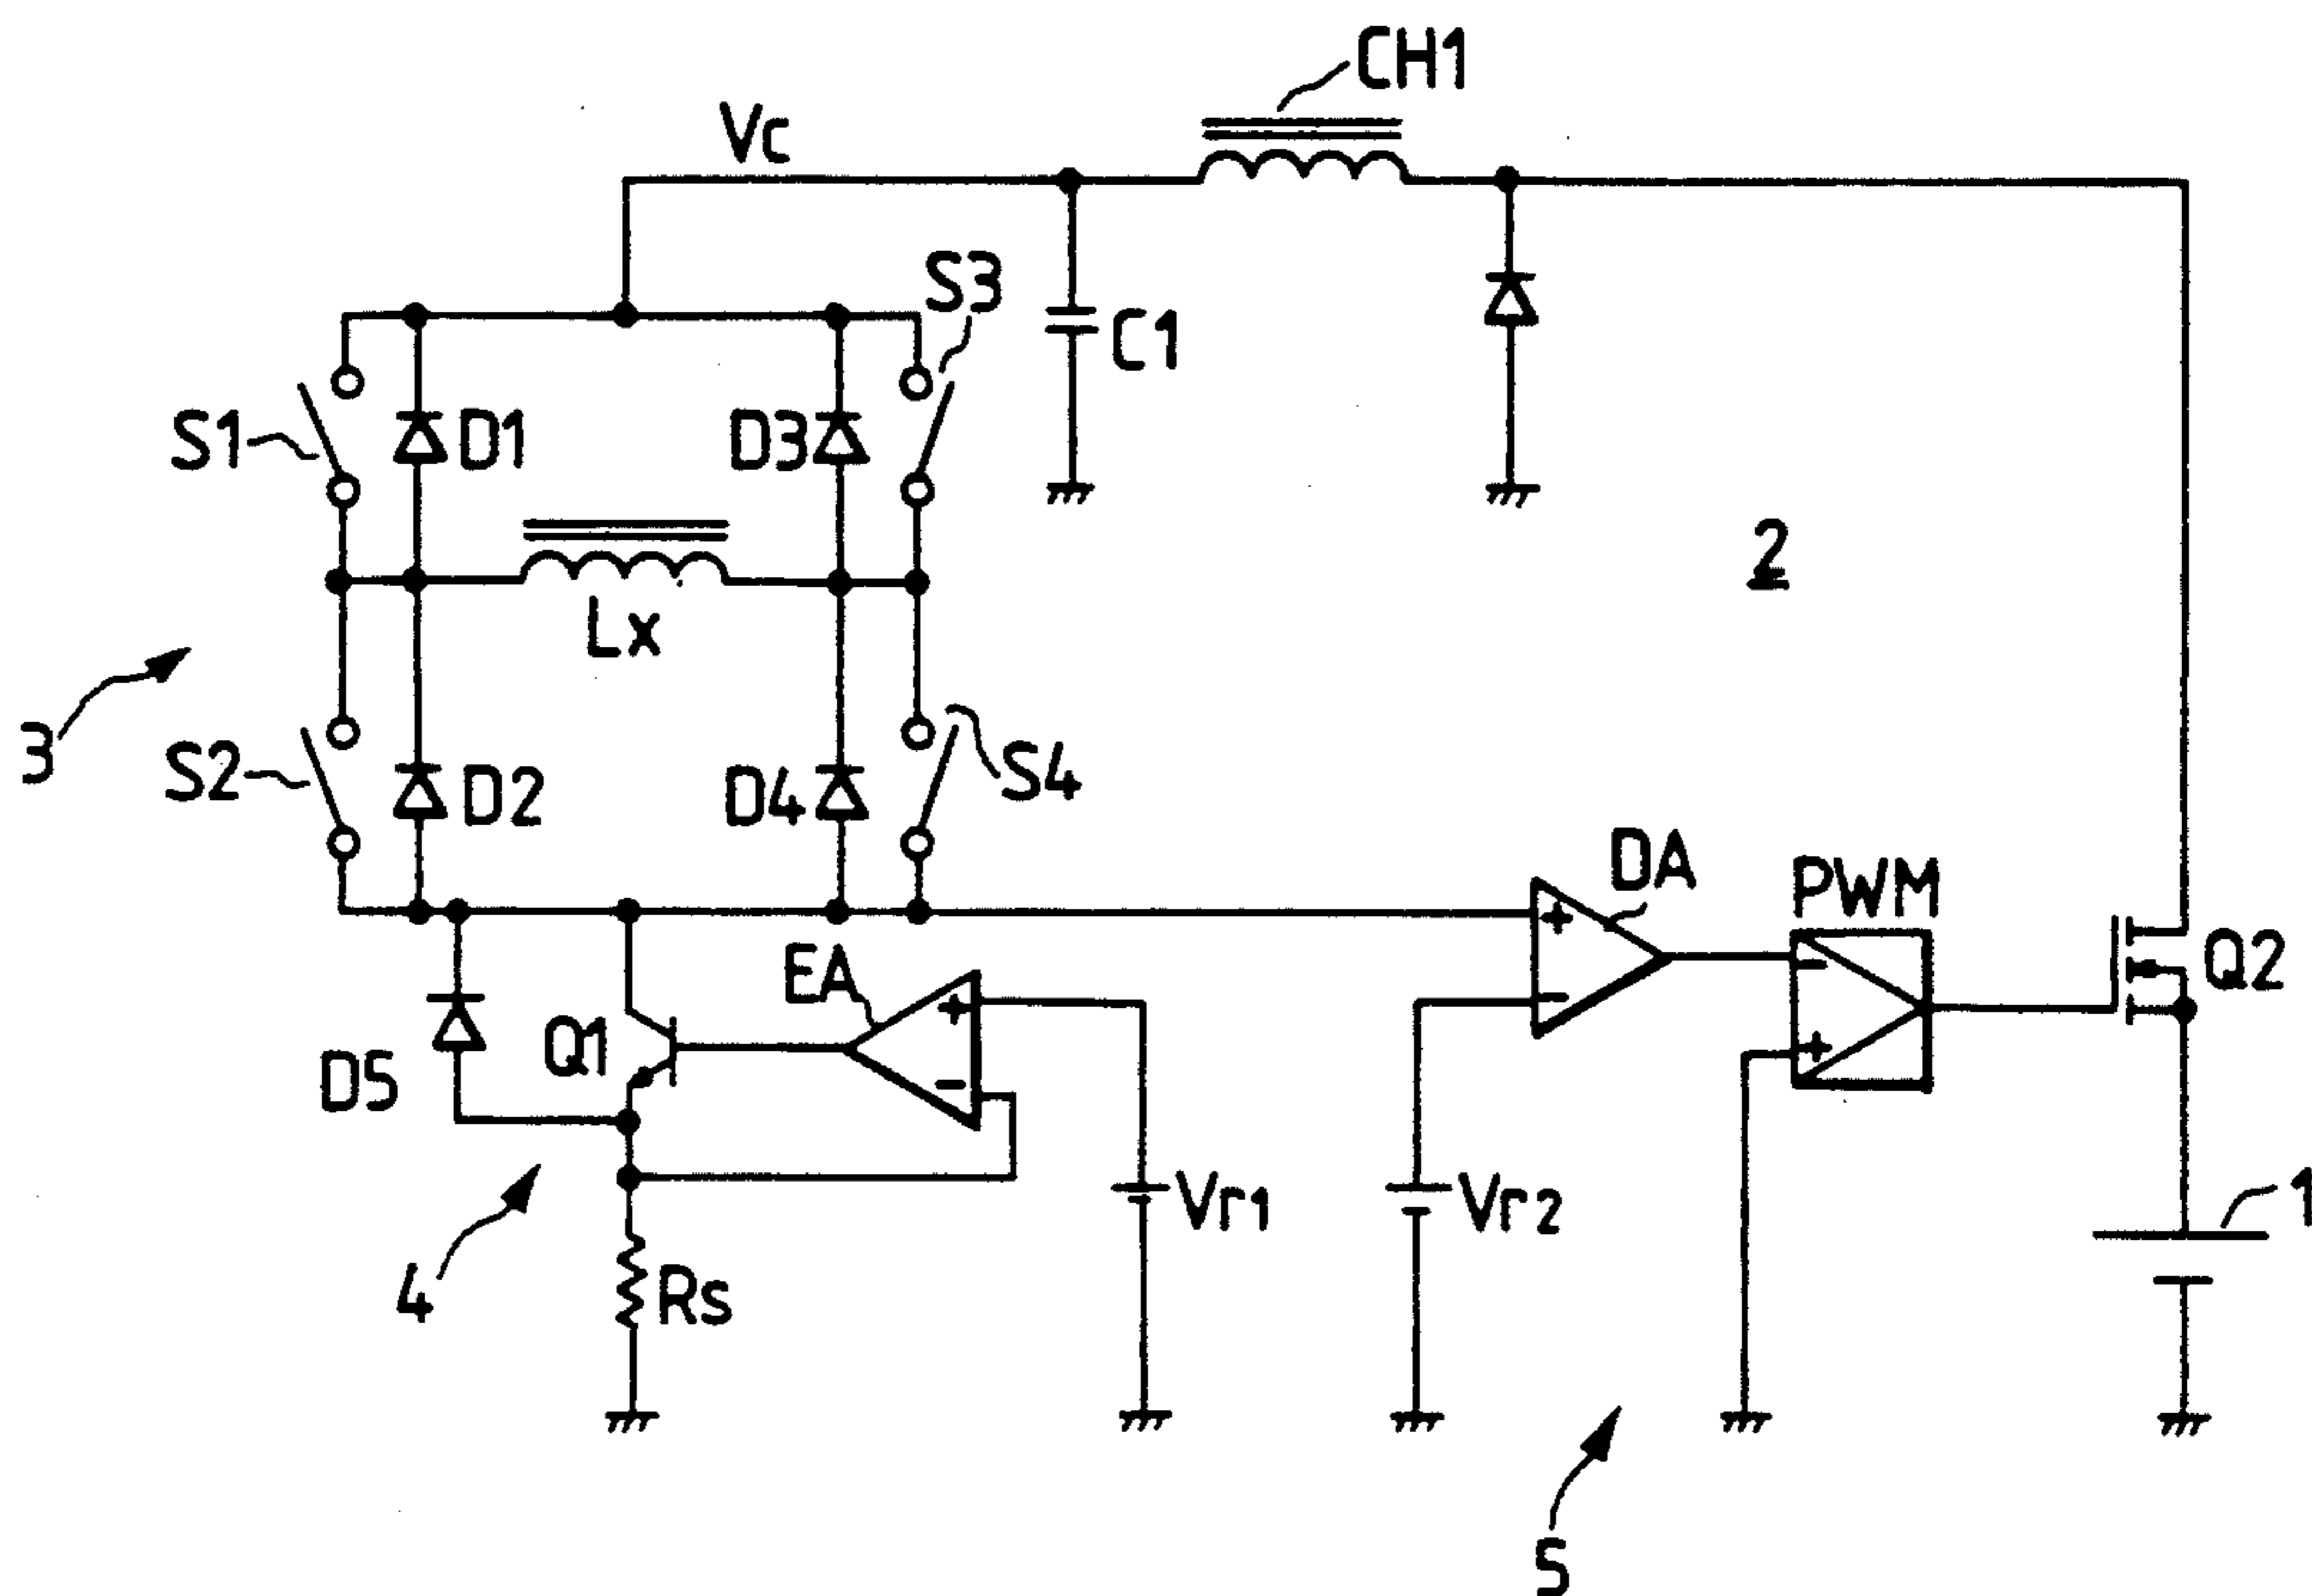 CH1
Vc
S3
C1
S1
D1
D3
2
Lx
3
S2
D2
D4
S4
DA
PWM
EA
Q2
Q1
D5
+
-
+
-
-
+
Vr1
Vr2
1
4
Rs
5